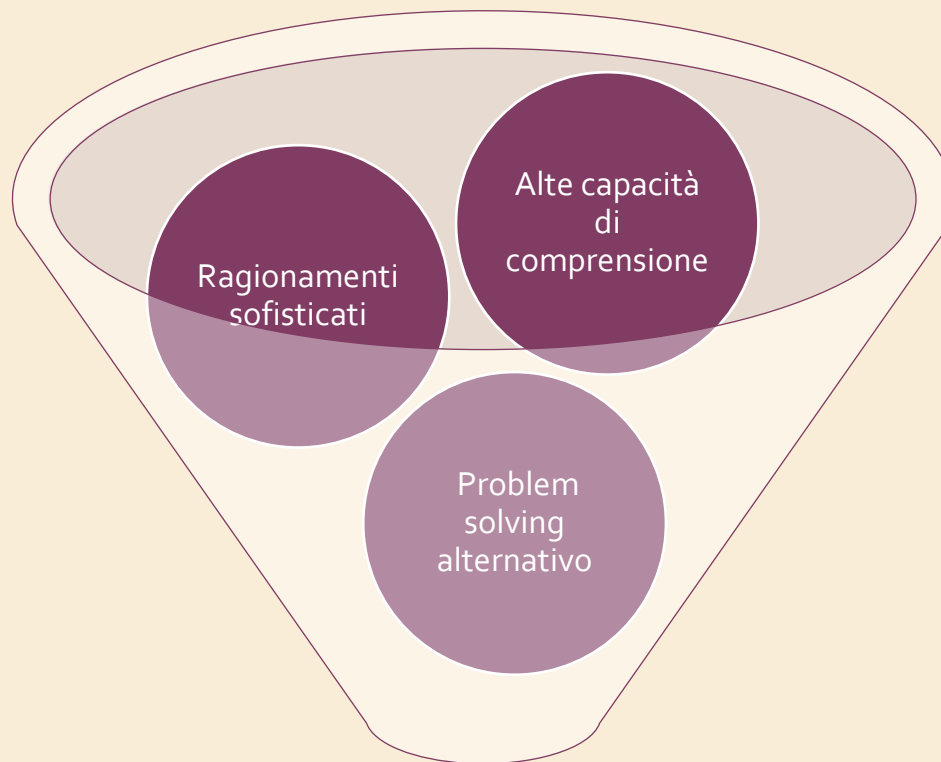 Alte capacità
di
comprensione
Ragionamenti
sofisticati
Problem
solving
alternativo